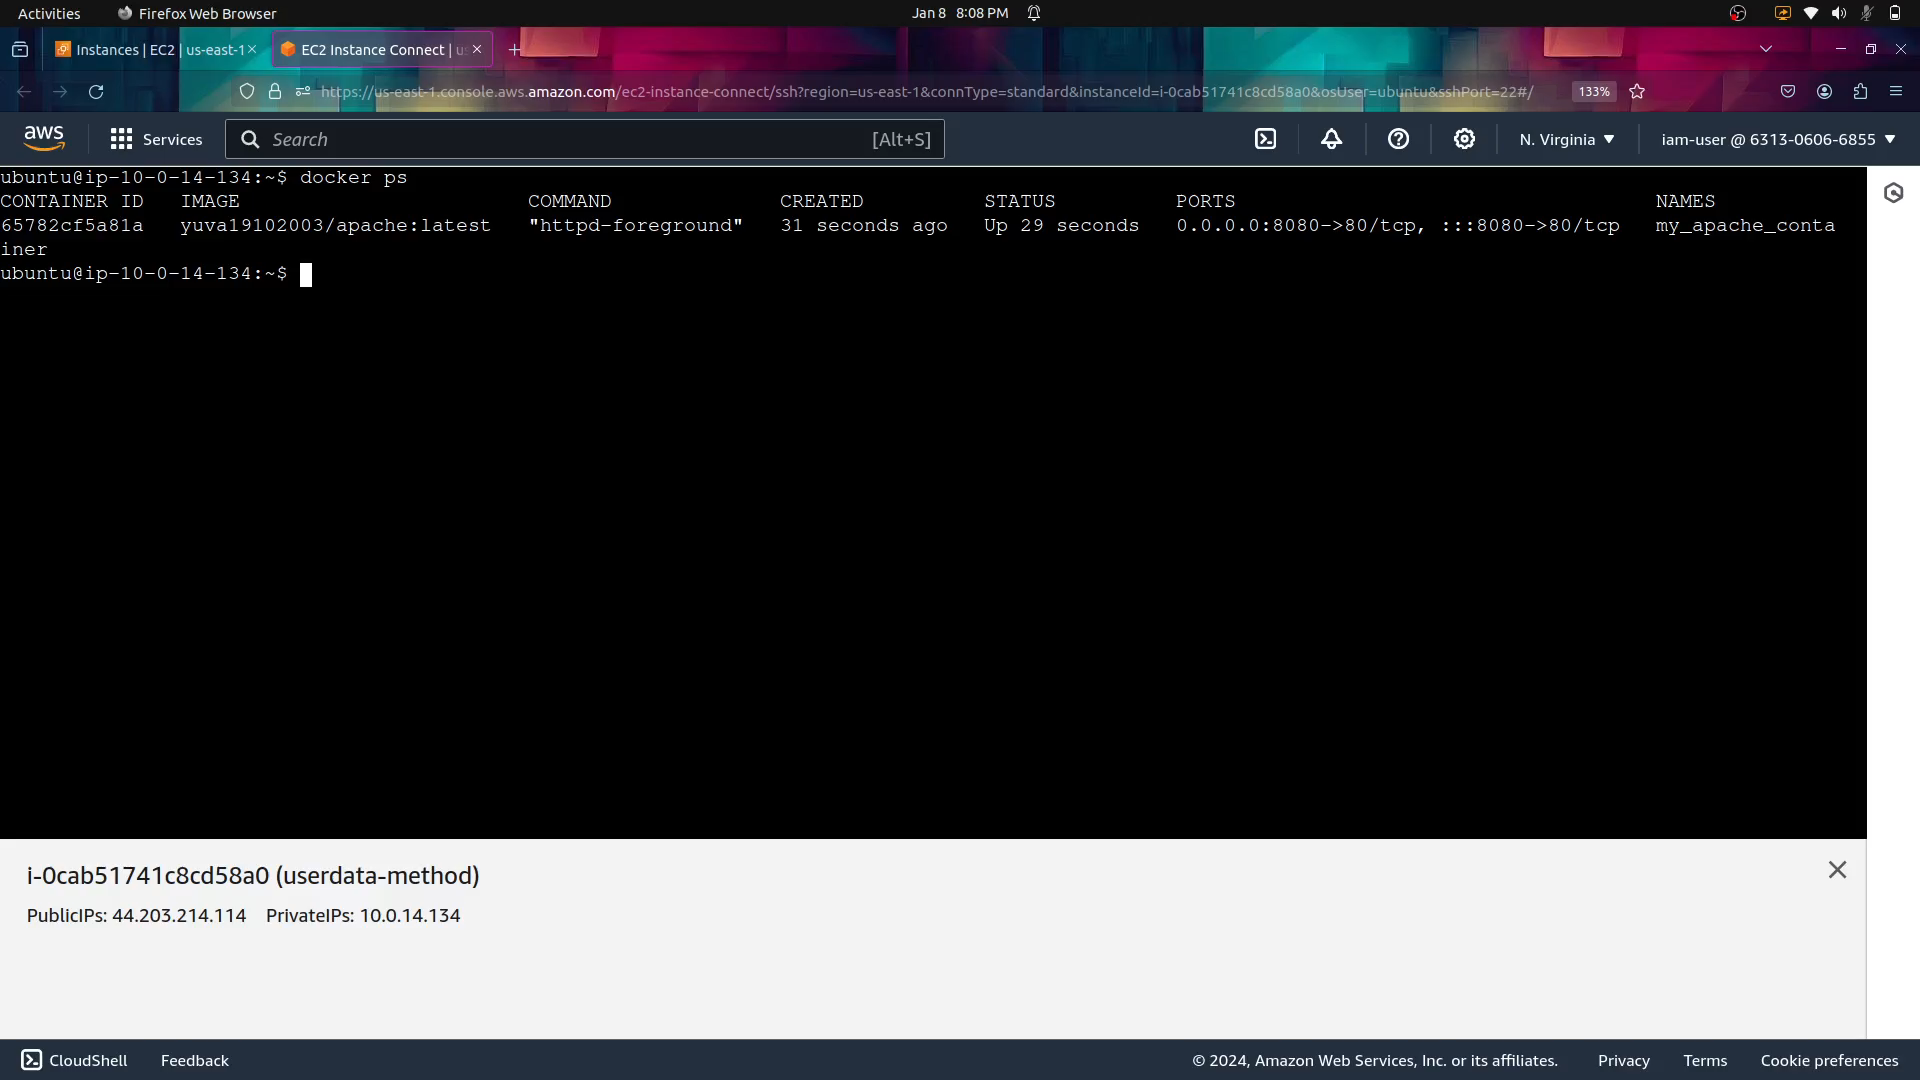 Activities Firefox Web Browser Jan 8 8:08 PM
Instances | EC2 | us-east-1 EC2 Instance Connect | us
https://us-east-1.console.aws.amazon.com/ec2-instance-connect/ssh?region=us-east-1&connType=standard&instanceId=i-0cab51741c8cd58a0&osUser=ubuntu&sshPort=22#/ 133%
aws Services Search [Alt+S] N. Virginia iam-user @ 6313-0606-6855
ubuntu@ip-10-0-14-134:~$ docker ps
CONTAINER ID IMAGE COMMAND CREATED STATUS PORTS NAMES
65782cf5a81a yuva19102003/apache:latest "httpd-foreground" 31 seconds ago Up 29 seconds 0.0.0.0:8080->80/tcp, :::8080->80/tcp my_apache_conta
iner
ubuntu@ip-10-0-14-134:~$
i-0cab51741c8cd58a0 (userdata-method)
PublicIPs: 44.203.214.114 PrivateIPs: 10.0.14.134
CloudShell Feedback © 2024, Amazon Web Services, Inc. or its affiliates. Privacy Terms Cookie preferences